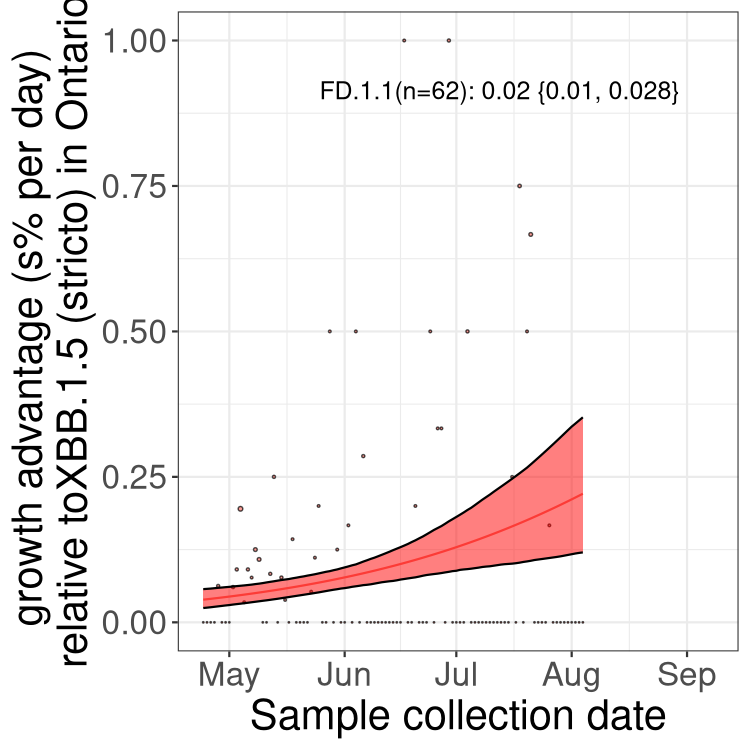 growth advantage (s% per day)
relative toXBB.1.5 (stricto) in Ontario
1.00
0.75
0.50
0.25
0.00
FD.1.1(n=62): 0.02 {0.01, 0.028}
May Jun Jul Aug Sep
Sample collection date